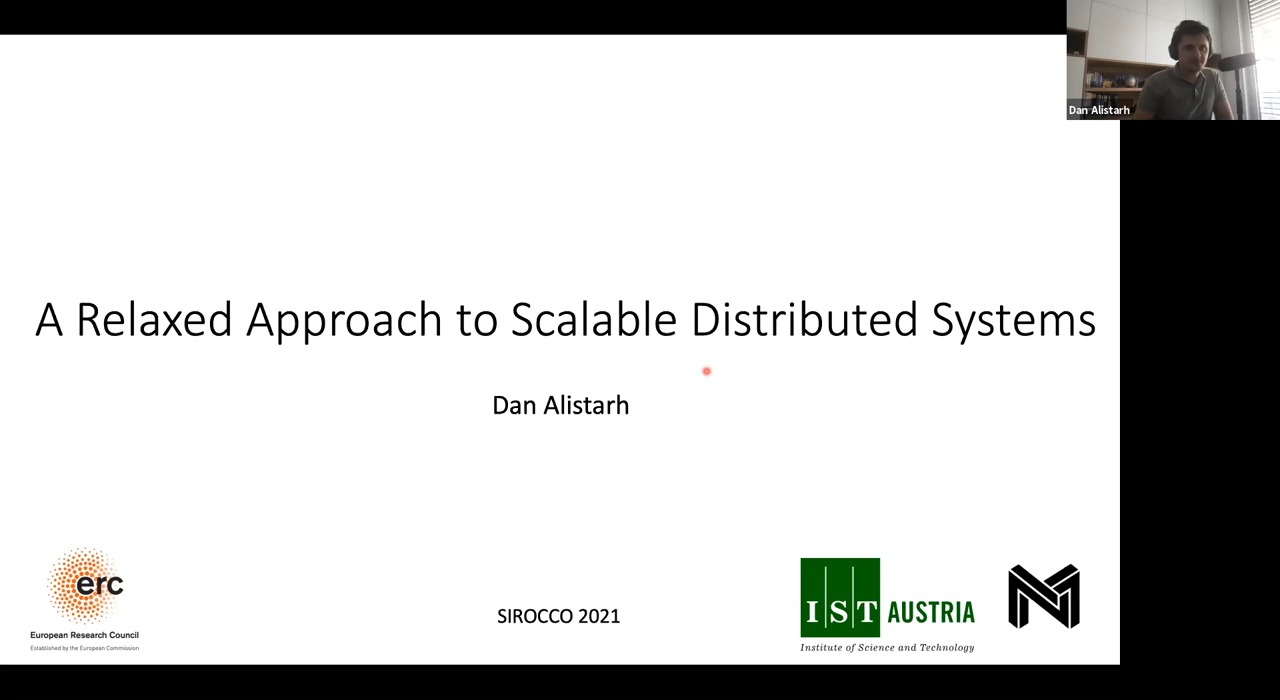 Dan Alistarh
A Relaxed Approach to Scalable Distributed Systems
Dan Alistarh
erc
European Research Council
Established by the European Commission
SIROCCO 2021
IST AUSTRIA
Institute of Science and Technology